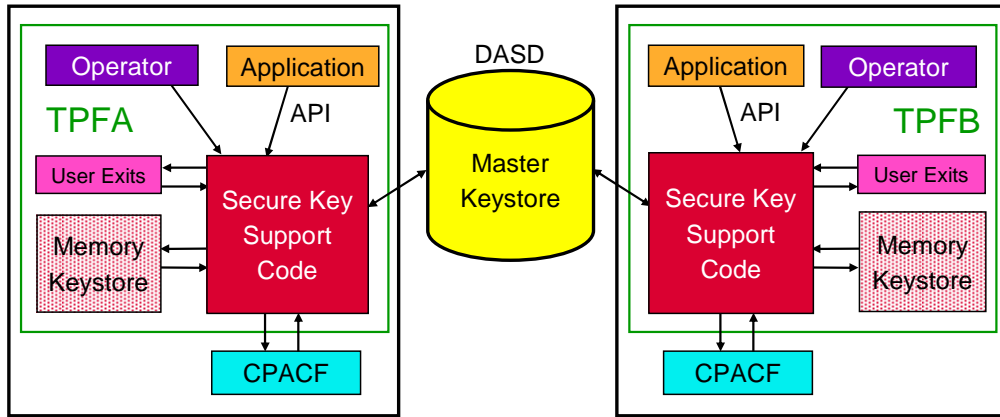 Operator
Application
TPFA
API
User Exits
Secure Key
Support
Code
Memory
Keystore
CPACF
DASD
Master
Keystore
Application
Operator
API
TPFB
Secure Key
Support
Code
User Exits
Memory
Keystore
CPACF